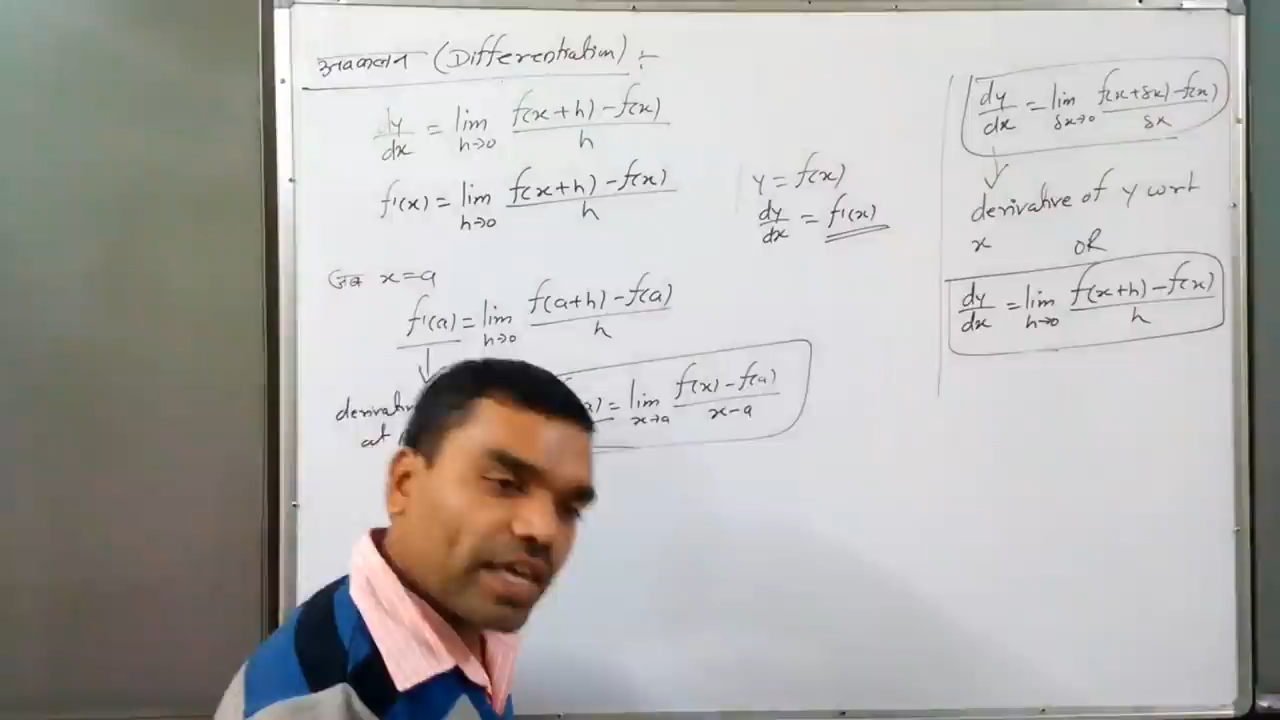 अवकलन (Differentiation) :-
dy/dx = lim h→0 f(x+h) - f(x) / h
f'(x) = lim h→0 f(x+h) - f(x) / h
जब x = a
f'(a) = lim h→0 f(a+h) - f(a) / h
at
= lim x→a f(x) - f(a) / x - a
y = f(x)
dy/dx = f'(x)
dy/dx = lim δx→0 f(x+δx) - f(x) / δx
derivative of y wrt
x OR
dy/dx = lim h→0 f(x+h) - f(x) / h